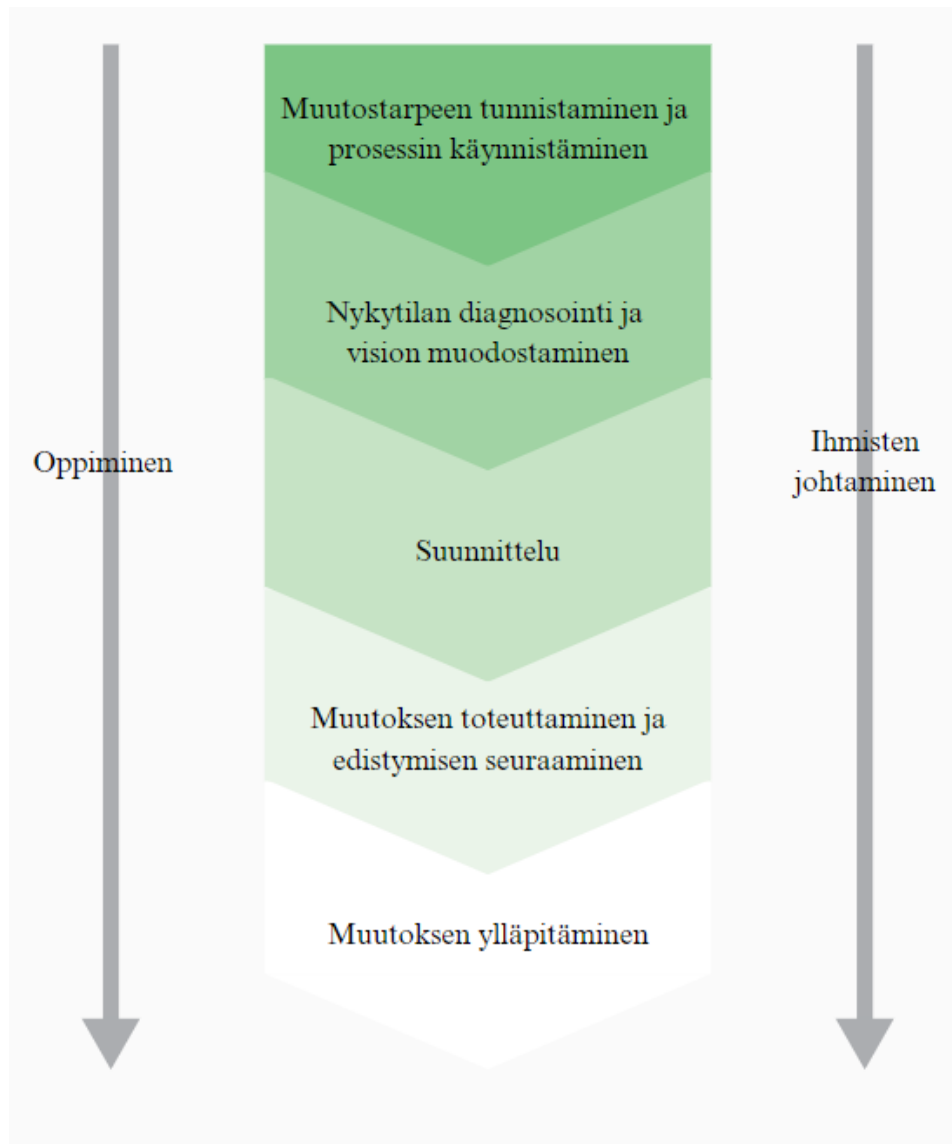 Muutostarpeen tunnistaminen ja
prosessin käynnistäminen
Nykytilan diagnosointi ja
vision muodostaminen
Oppiminen
Ihmisten
johtaminen
Suunnittelu
Muutoksen toteuttaminen ja
edistymisen seuraaminen
Muutoksen ylläpitäminen